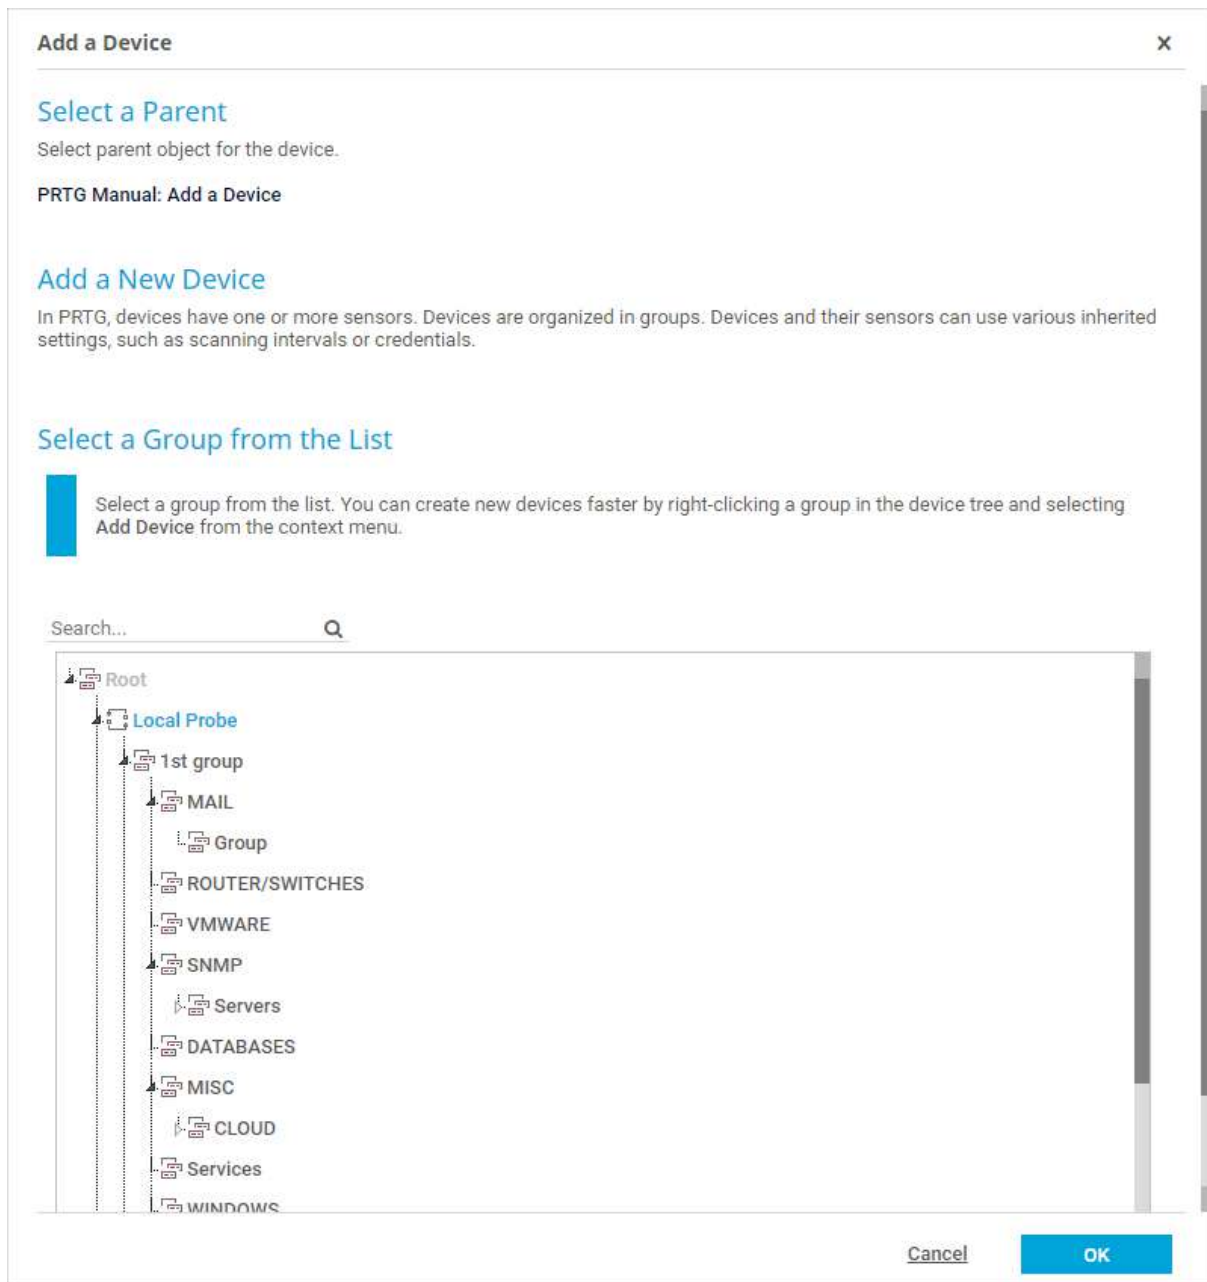 Add a Device
Select a Parent
Select parent object for the device.
PRTG Manual: Add a Device
Add a New Device
In PRTG, devices have one or more sensors. Devices are organized in groups. Devices and their sensors can use various inherited
settings, such as scanning intervals or credentials.
Select a Group from the List
Select a group from the list. You can create new devices faster by right-clicking a group in the device tree and selecting
Add Device from the context menu.
Search...
Root
Local Probe
1st group
MAIL
Group
ROUTER/SWITCHES
VMWARE
SNMP
Servers
DATABASES
MISC
CLOUD
Services
WINDOWS
Cancel
OK